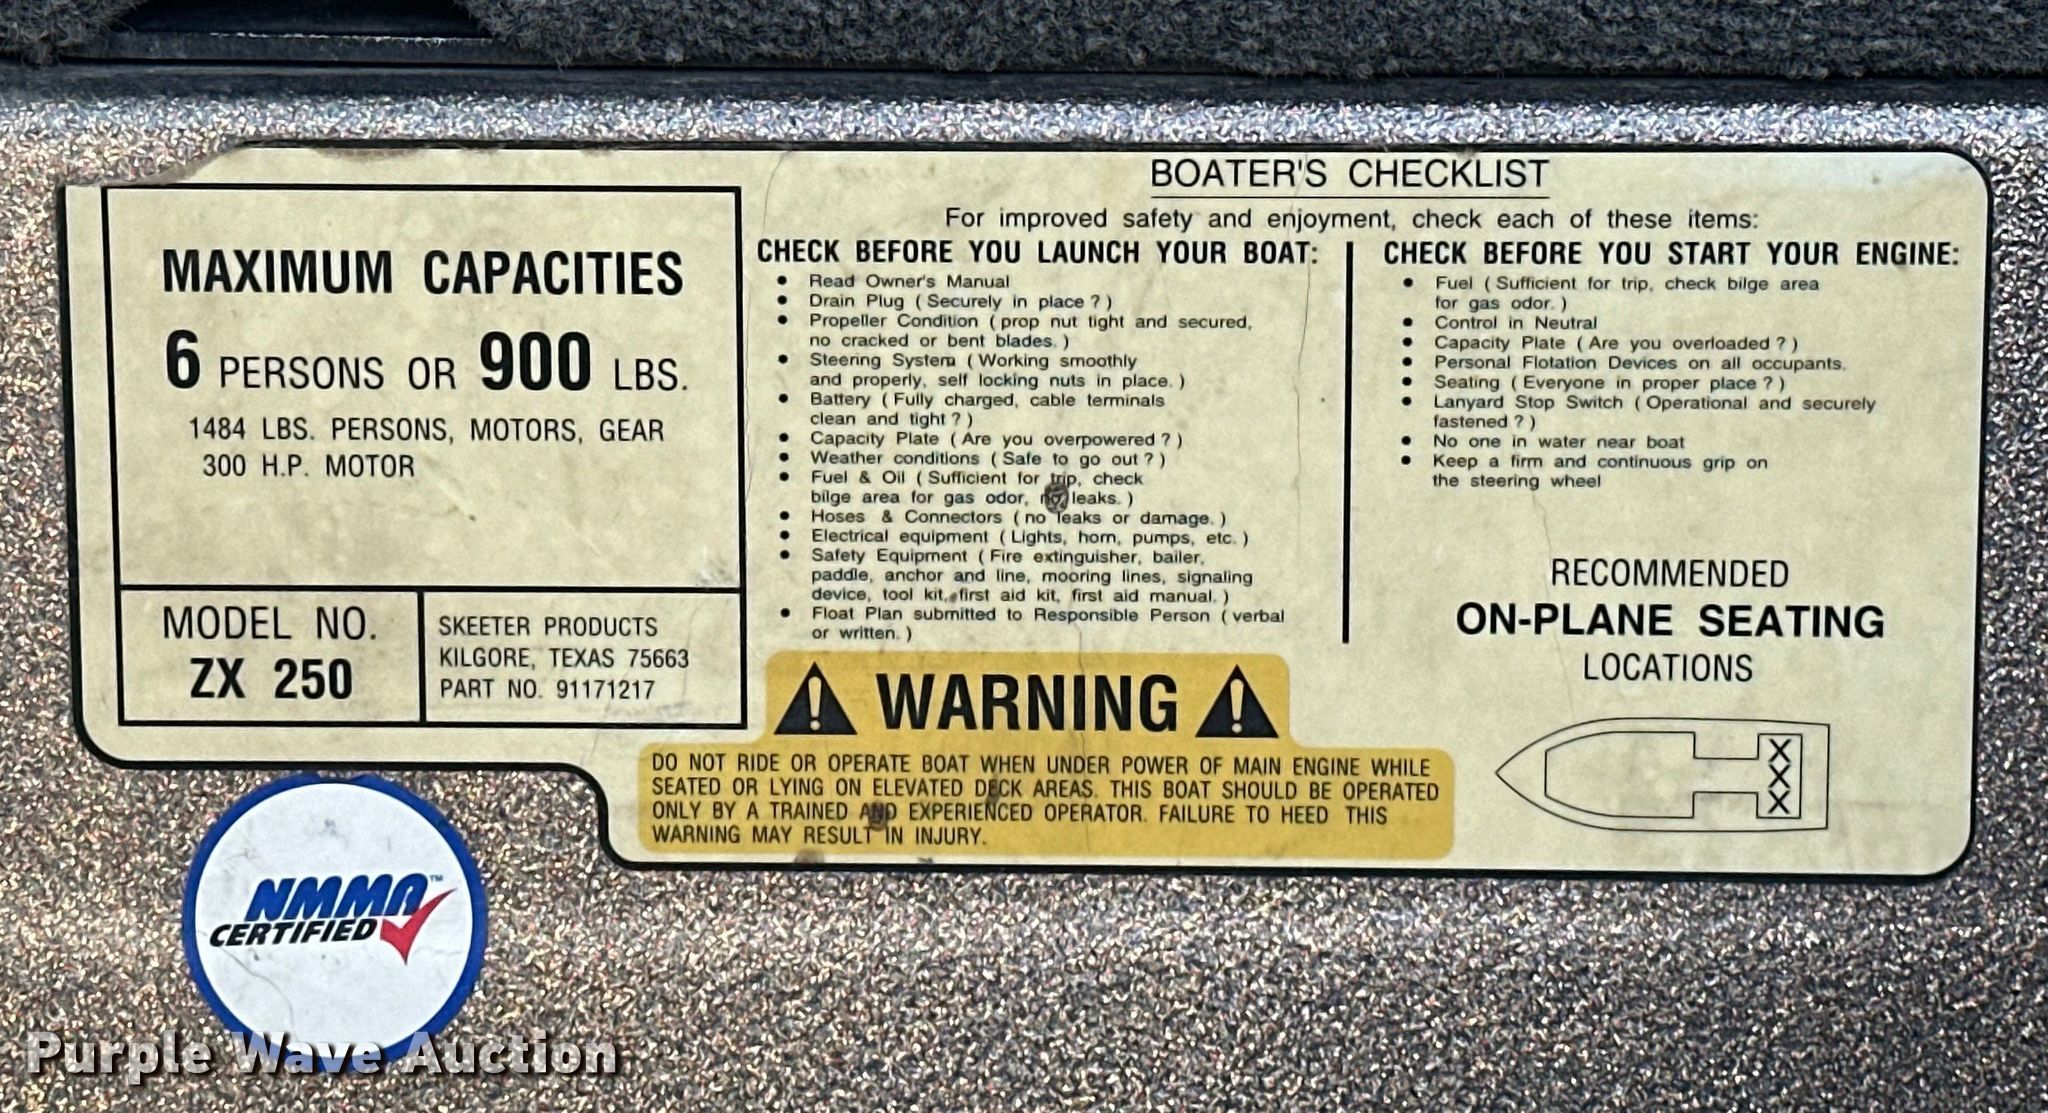 MAXIMUM CAPACITIES
6 PERSONS OR 900 LBS.
1484 LBS. PERSONS, MOTORS, GEAR
300 H.P. MOTOR
MODEL NO.
ZX 250
SKEETER PRODUCTS
KILGORE, TEXAS 75663
PART NO. 91171217
BOATER'S CHECKLIST
For improved safety and enjoyment, check each of these items:
CHECK BEFORE YOU LAUNCH YOUR BOAT:
• Read Owner's Manual
• Drain Plug ( Securely in place ? )
• Propeller Condition ( prop nut tight and secured,
no cracked or bent blades. )
• Steering System ( Working smoothly
and properly, self locking nuts in place. )
• Battery ( Fully charged, cable terminals
clean and tight ? )
• Capacity Plate ( Are you overpowered ? )
• Weather conditions ( Safe to go out ? )
• Fuel & Oil ( Sufficient for trip, check
bilge area for gas odor, no leaks. )
• Hoses & Connectors ( no leaks or damage. )
• Electrical equipment ( Lights, horn, pumps, etc. )
• Safety Equipment ( Fire extinguisher, bailer,
paddle, anchor and line, mooring lines, signaling
device, tool kit, first aid kit, first aid manual. )
• Float Plan submitted to Responsible Person ( verbal
or written. )
CHECK BEFORE YOU START YOUR ENGINE:
• Fuel ( Sufficient for trip, check bilge area
for gas odor. )
• Control in Neutral
• Capacity Plate ( Are you overloaded ? )
• Personal Flotation Devices on all occupants.
• Seating ( Everyone in proper place ? )
• Lanyard Stop Switch ( Operational and securely
fastened ? )
• No one in water near boat
• Keep a firm and continuous grip on
the steering wheel
RECOMMENDED
ON-PLANE SEATING
LOCATIONS
X
X
X
WARNING
DO NOT RIDE OR OPERATE BOAT WHEN UNDER POWER OF MAIN ENGINE WHILE
SEATED OR LYING ON ELEVATED DECK AREAS. THIS BOAT SHOULD BE OPERATED
ONLY BY A TRAINED AND EXPERIENCED OPERATOR. FAILURE TO HEED THIS
WARNING MAY RESULT IN INJURY.
NMMA™
CERTIFIED
Purple Wave Auction